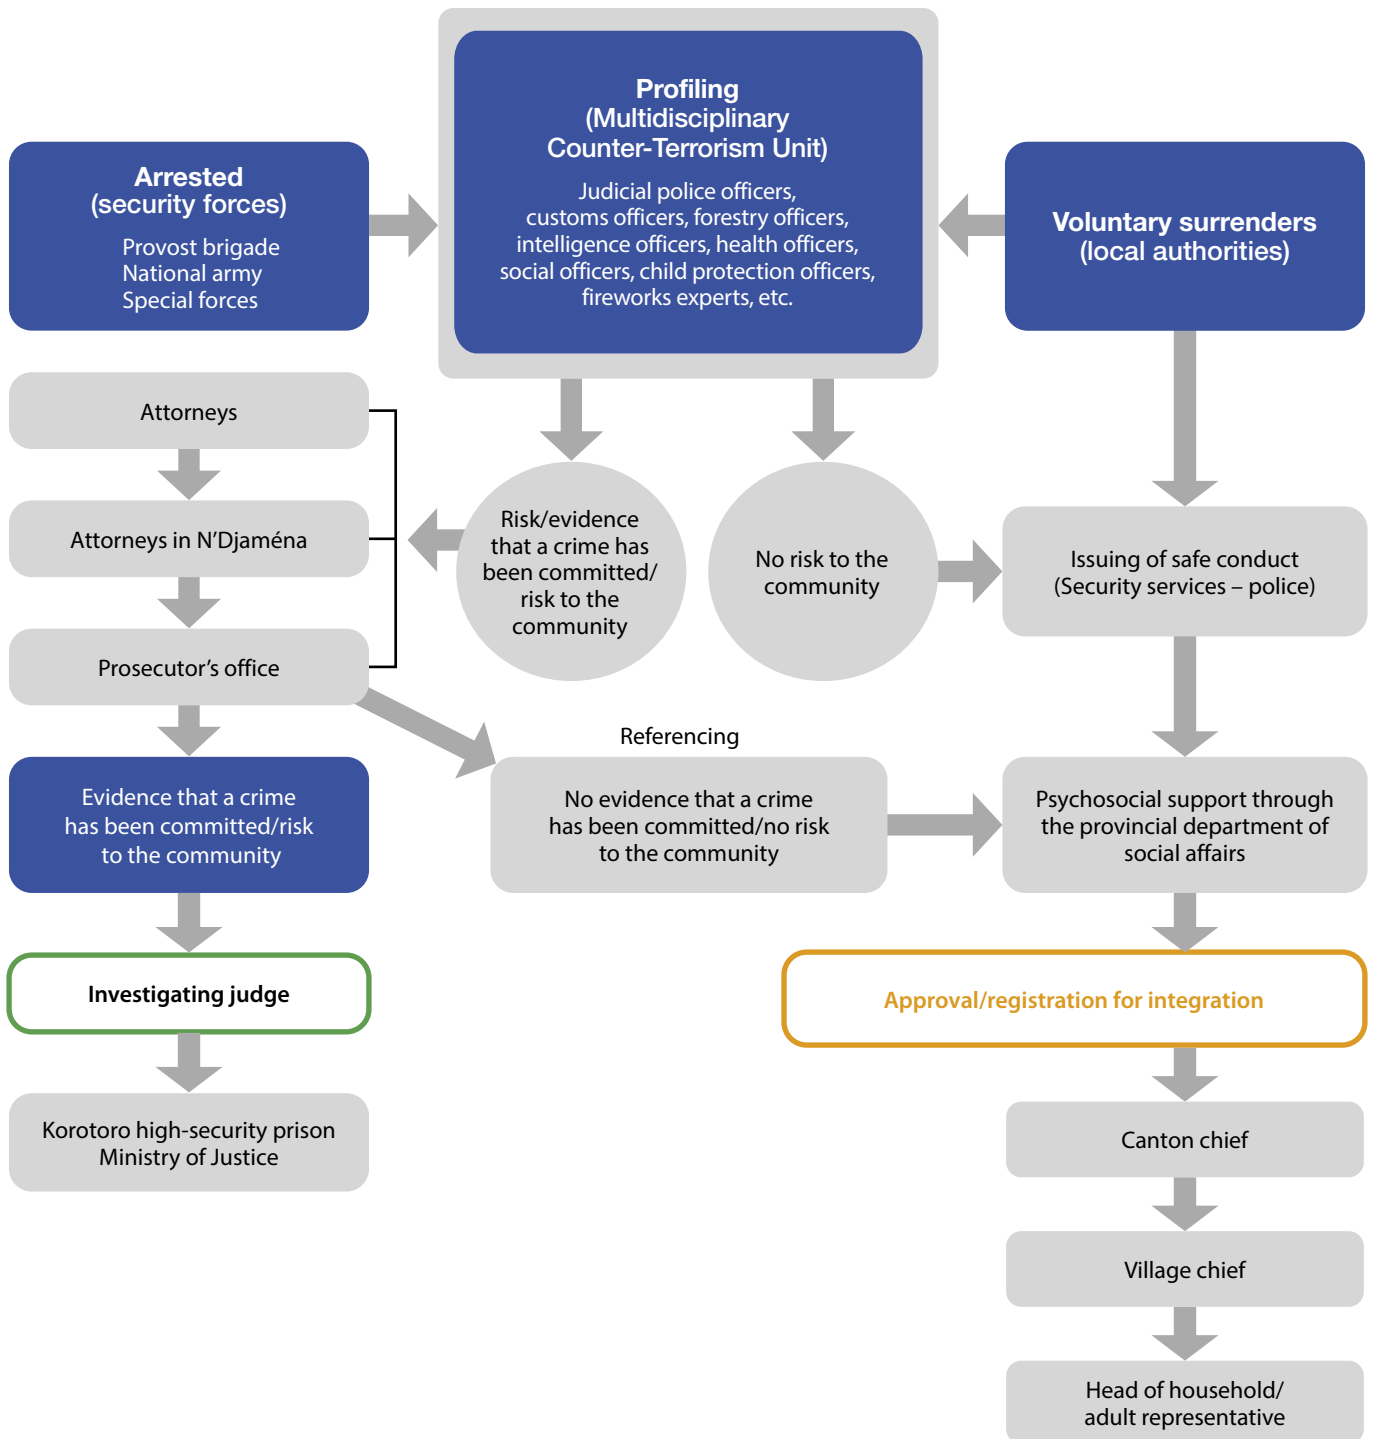 Profiling
(Multidisciplinary
Counter-Terrorism Unit)
Judicial police officers,
customs officers, forestry officers,
intelligence officers, health officers,
social officers, child protection officers,
fireworks experts, etc.
Arrested
(security forces)
Provost brigade
National army
Special forces
Voluntary surrenders
(local authorities)
Attorneys
Attorneys in N’Djaména
Prosecutor’s office
Risk/evidence
that a crime has
been committed/
risk to the
community
No risk to the
community
Issuing of safe conduct
(Security services – police)
Referencing
Evidence that a crime
has been committed/risk
to the community
No evidence that a crime
has been committed/no risk
to the community
Psychosocial support through
the provincial department of
social affairs
Investigating judge
Approval/registration for integration
Korotoro high-security prison
Ministry of Justice
Canton chief
Village chief
Head of household/
adult representative